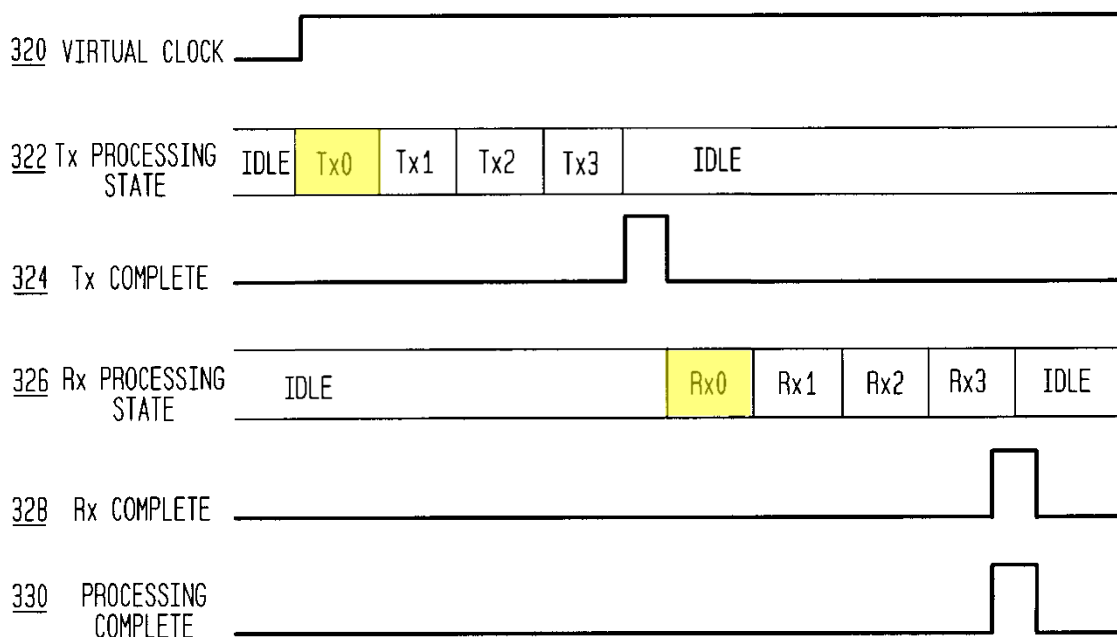 320 VIRTUAL CLOCK
322 Tx PROCESSING
STATE
IDLE Tx0 Tx1 Tx2 Tx3 IDLE
324 Tx COMPLETE
326 Rx PROCESSING
STATE
IDLE Rx0 Rx1 Rx2 Rx3 IDLE
328 Rx COMPLETE
330 PROCESSING
COMPLETE